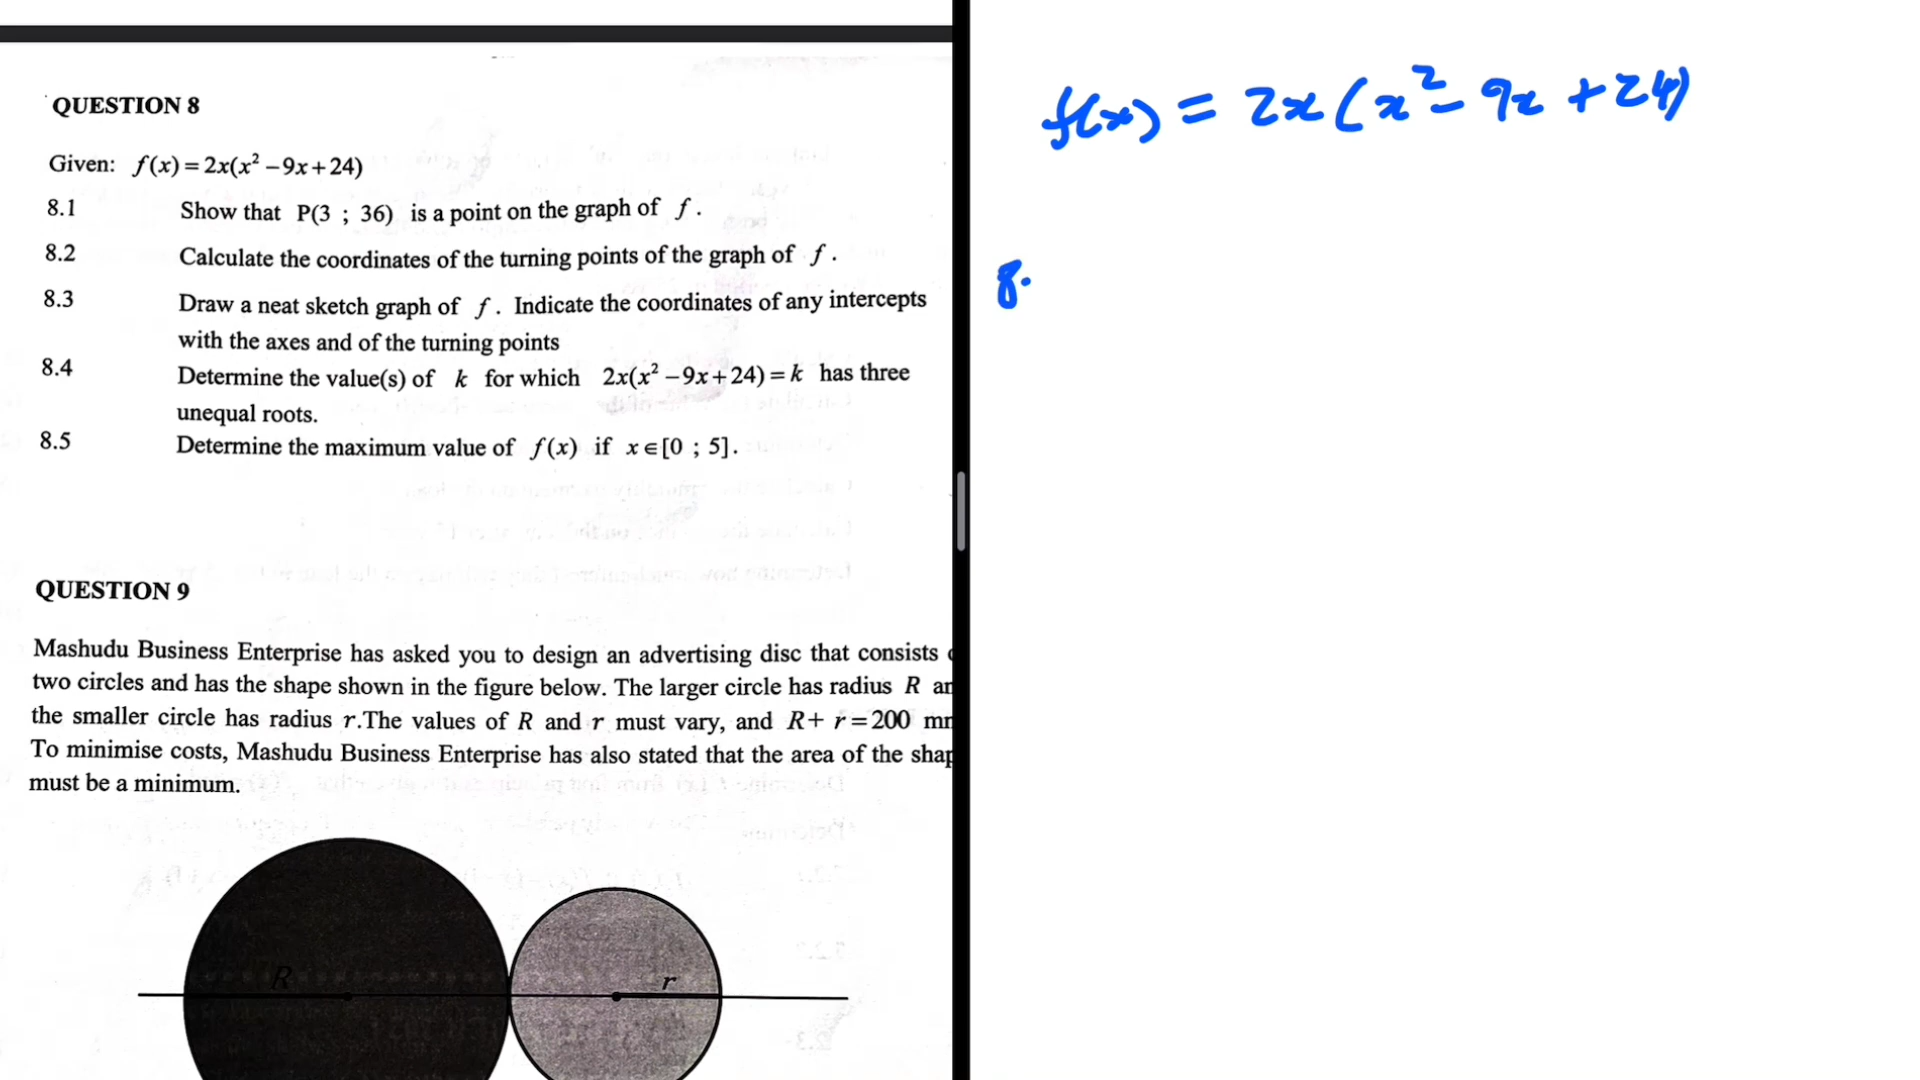 QUESTION 8
Given: f(x) = 2x(x² − 9x + 24)
8.1 Show that P(3 ; 36) is a point on the graph of f.
8.2 Calculate the coordinates of the turning points of the graph of f.
8.3 Draw a neat sketch graph of f. Indicate the coordinates of any intercepts
with the axes and of the turning points
8.4 Determine the value(s) of k for which 2x(x² − 9x + 24) = k has three
unequal roots.
8.5 Determine the maximum value of f(x) if x ∈ [0 ; 5].
QUESTION 9
Mashudu Business Enterprise has asked you to design an advertising disc that consists
two circles and has the shape shown in the figure below. The larger circle has radius R
the smaller circle has radius r.The values of R and r must vary, and R + r = 200
To minimise costs, Mashudu Business Enterprise has also stated that the area of the
must be a minimum.
R
r
f(x) = 2x(x² − 9x + 24)
8.